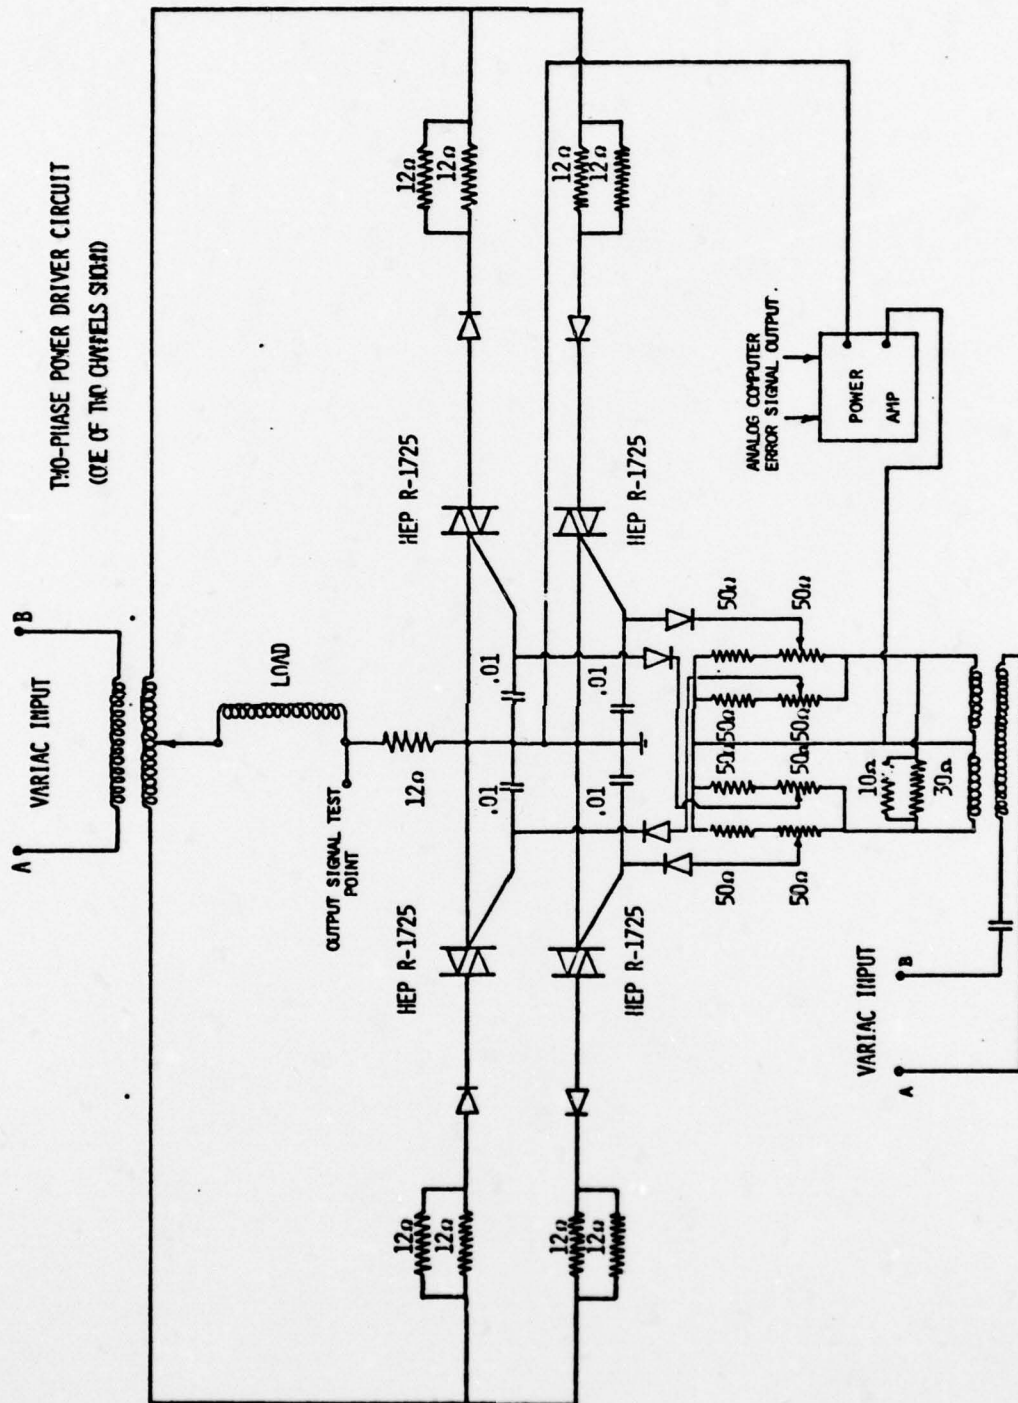 TWO-PHASE POWER DRIVER CIRCUIT
(ONE OF TWO CHANNELS SHOWN)
VARIAC INPUT
A
B
LOAD
OUTPUT SIGNAL TEST
POINT
12Ω
12Ω
12Ω
12Ω
12Ω
12Ω
12Ω
12Ω
12Ω
HEP R-1725
HEP R-1725
HEP R-1725
HEP R-1725
.01
.01
.01
.01
50Ω
50Ω
50Ω
50Ω
50Ω
50Ω
50Ω
50Ω
10Ω
30Ω
ANALOG COMPUTER
ERROR SIGNAL OUTPUT.
POWER
AMP
VARIAC INPUT
A
B